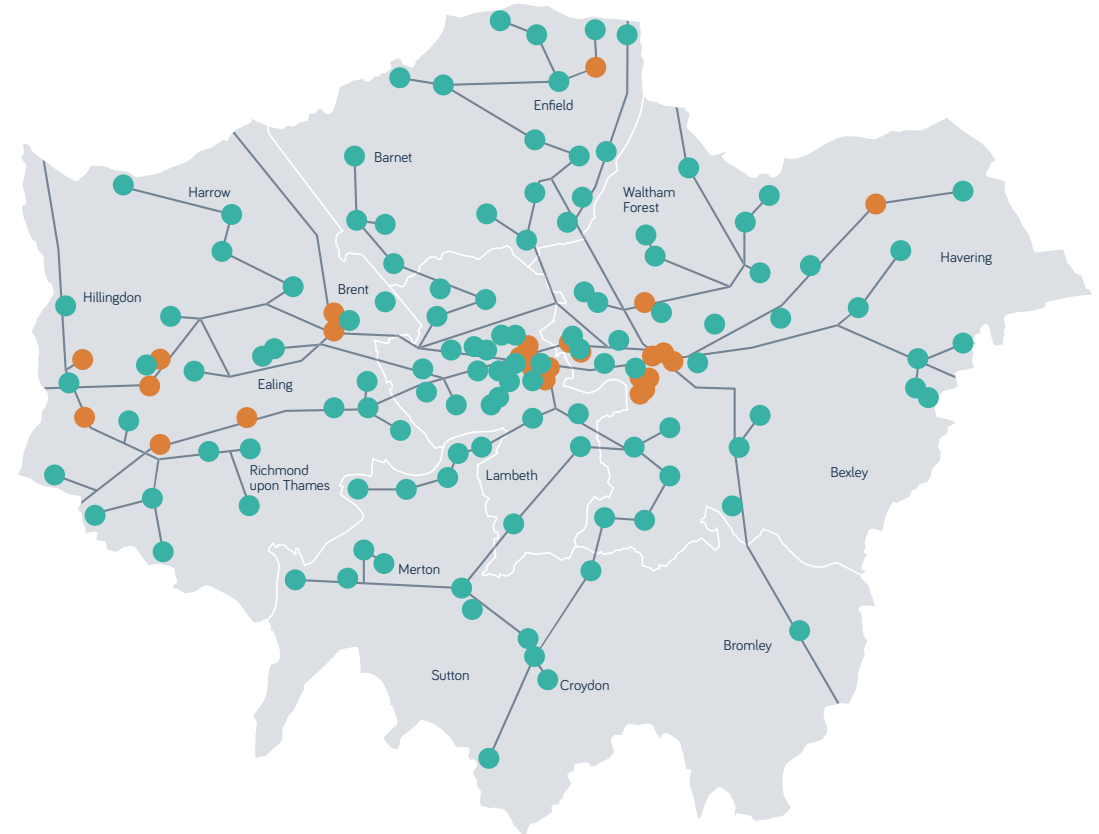 Enfield
Barnet
Harrow
Waltham
Forest
Havering
Brent
Hillingdon
Ealing
Richmond
upon Thames
Lambeth
Bexley
Merton
Bromley
Sutton
Croydon